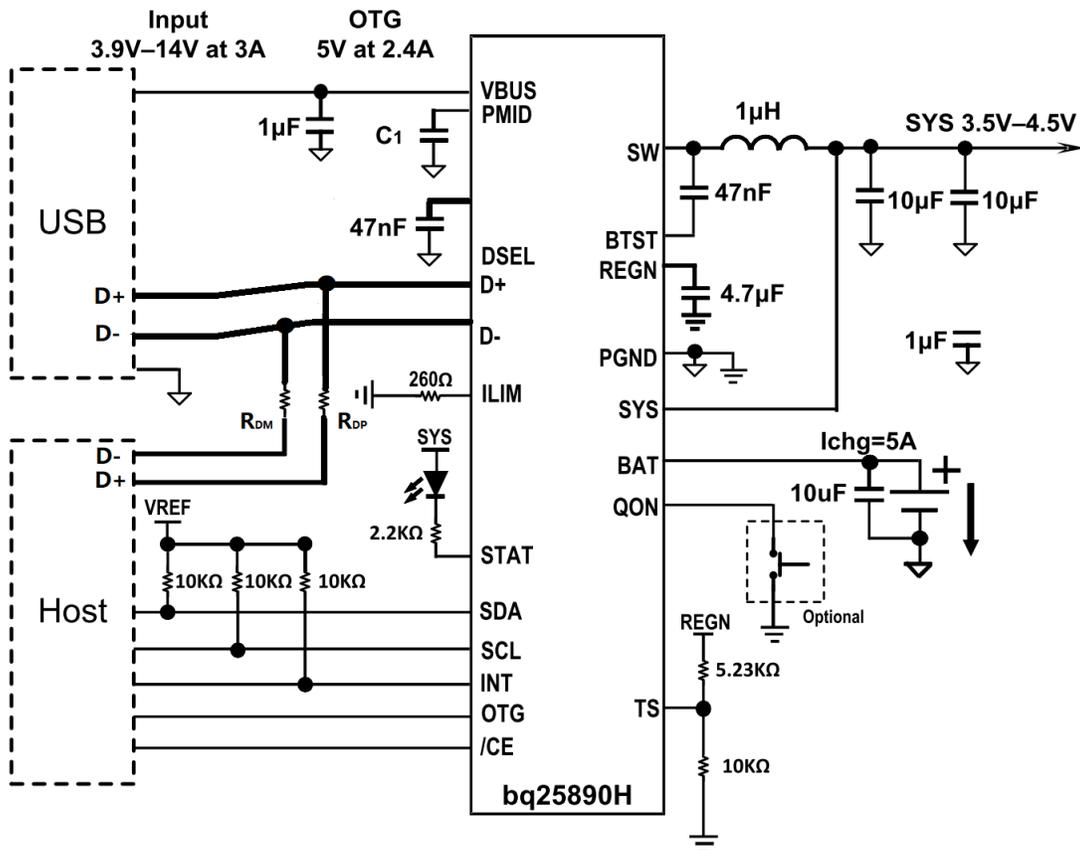 Input
3.9V–14V at 3A
OTG
5V at 2.4A
VBUS
PMID
1µF
C1
1µH
SYS 3.5V–4.5V
SW
47nF
10µF
10µF
USB
47nF
BTST
DSEL
REGN
D+
D+
4.7µF
D-
D-
1µF
PGND
260Ω
ILIM
SYS
RDM
RDP
SYS
Ichg=5A
D-
D+
BAT
10uF
+
QON
VREF
2.2KΩ
STAT
10KΩ
10KΩ
10KΩ
Host
SDA
Optional
REGN
SCL
5.23KΩ
INT
OTG
TS
/CE
10KΩ
bq25890H